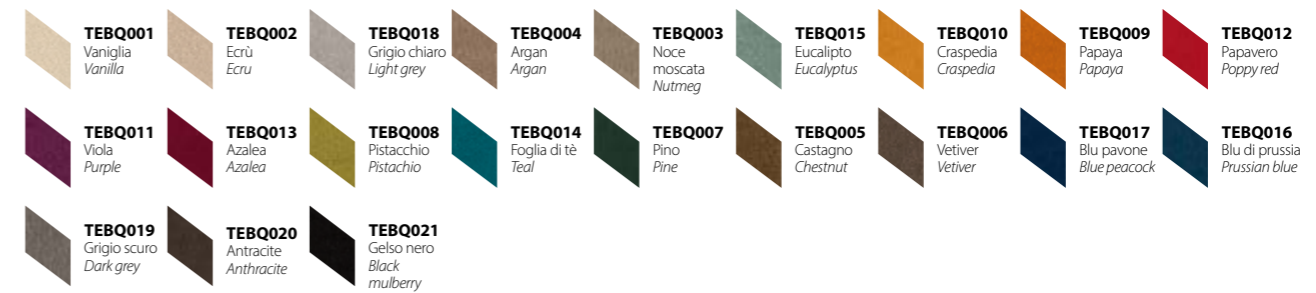 TEBQ001
Vaniglia
Vanilla
TEBQ002
Ecrù
Ecru
TEBQ018
Grigio chiaro
Light grey
TEBQ004
Argan
Argan
TEBQ003
Noce
moscata
Nutmeg
TEBQ015
Eucalipto
Eucalyptus
TEBQ010
Craspedia
Craspedia
TEBQ009
Papaya
Papaya
TEBQ012
Papavero
Poppy red
TEBQ011
Viola
Purple
TEBQ013
Azalea
Azalea
TEBQ008
Pistacchio
Pistachio
TEBQ014
Foglia di tè
Teal
TEBQ007
Pino
Pine
TEBQ005
Castagno
Chestnut
TEBQ006
Vetiver
Vetiver
TEBQ017
Blu pavone
Blue peacock
TEBQ016
Blu di prussia
Prussian blue
TEBQ019
Grigio scuro
Dark grey
TEBQ020
Antracite
Anthracite
TEBQ021
Gelso nero
Black
mulberry